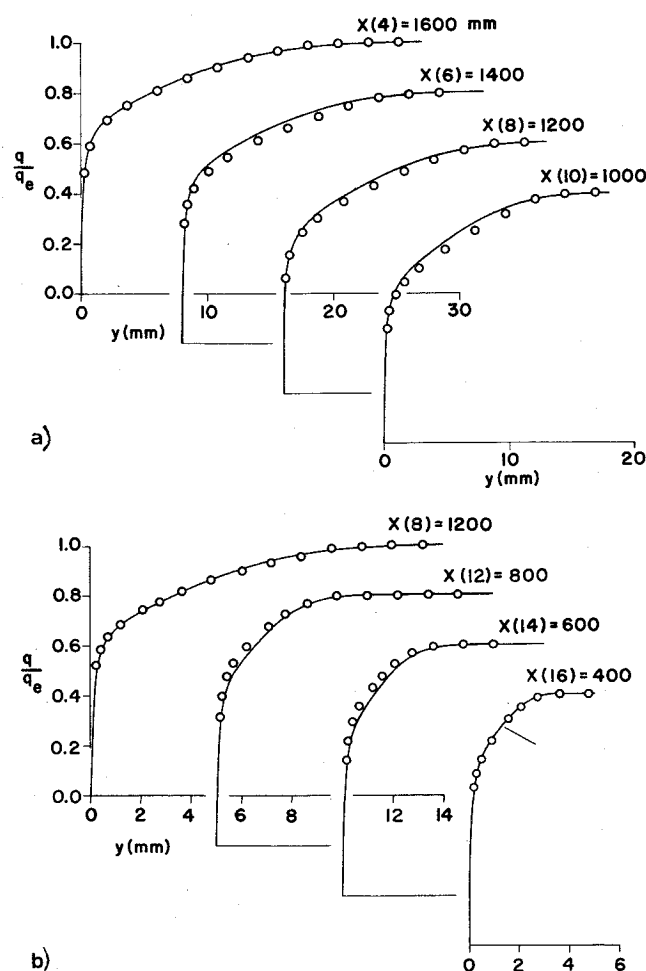 X(4)=1600 mm
1.0
X(6)=1400
0.8
X(8)=1200
0.6
X(10)=1000
q/qe
0.4
0.2
0.0
0 10 20 30
y(mm)
a)
0 10 20
y(mm)
X(8)=1200
1.0
X(12)=800
0.8
X(14)=600
0.6
X(16)=400
q/qe
0.4
0.2
0.0
0 2 4 6 8 12 14
y(mm)
b)
0 2 4 6